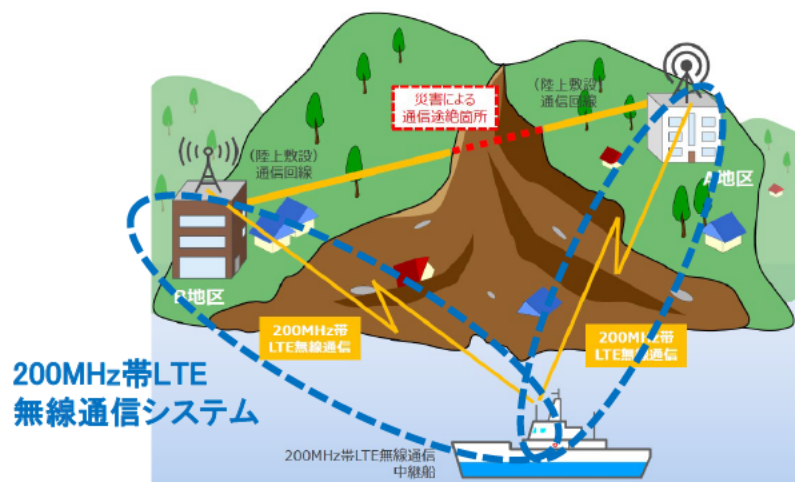 (陸上敷設)
通信回線
災害による
通信途絶箇所
(陸上敷設)
通信回線
A地区
B地区
200MHz帯
LTE無線通信
200MHz帯
LTE無線通信
200MHz帯LTE
無線通信システム
200MHz帯LTE無線通信
中継船